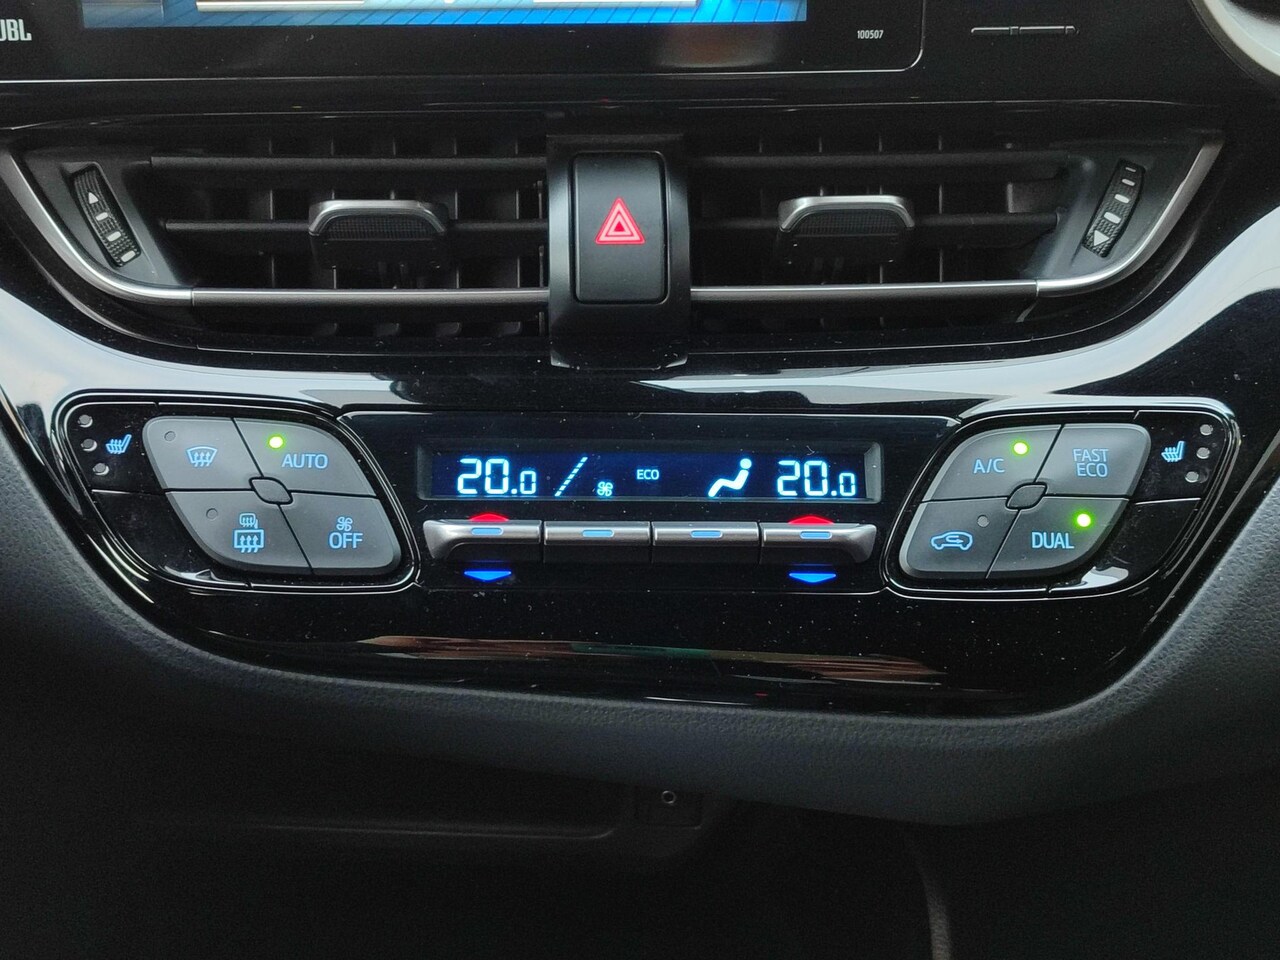 JBL
100507
AUTO
OFF
20.0
ECO
20.0
A/C
FAST
ECO
DUAL